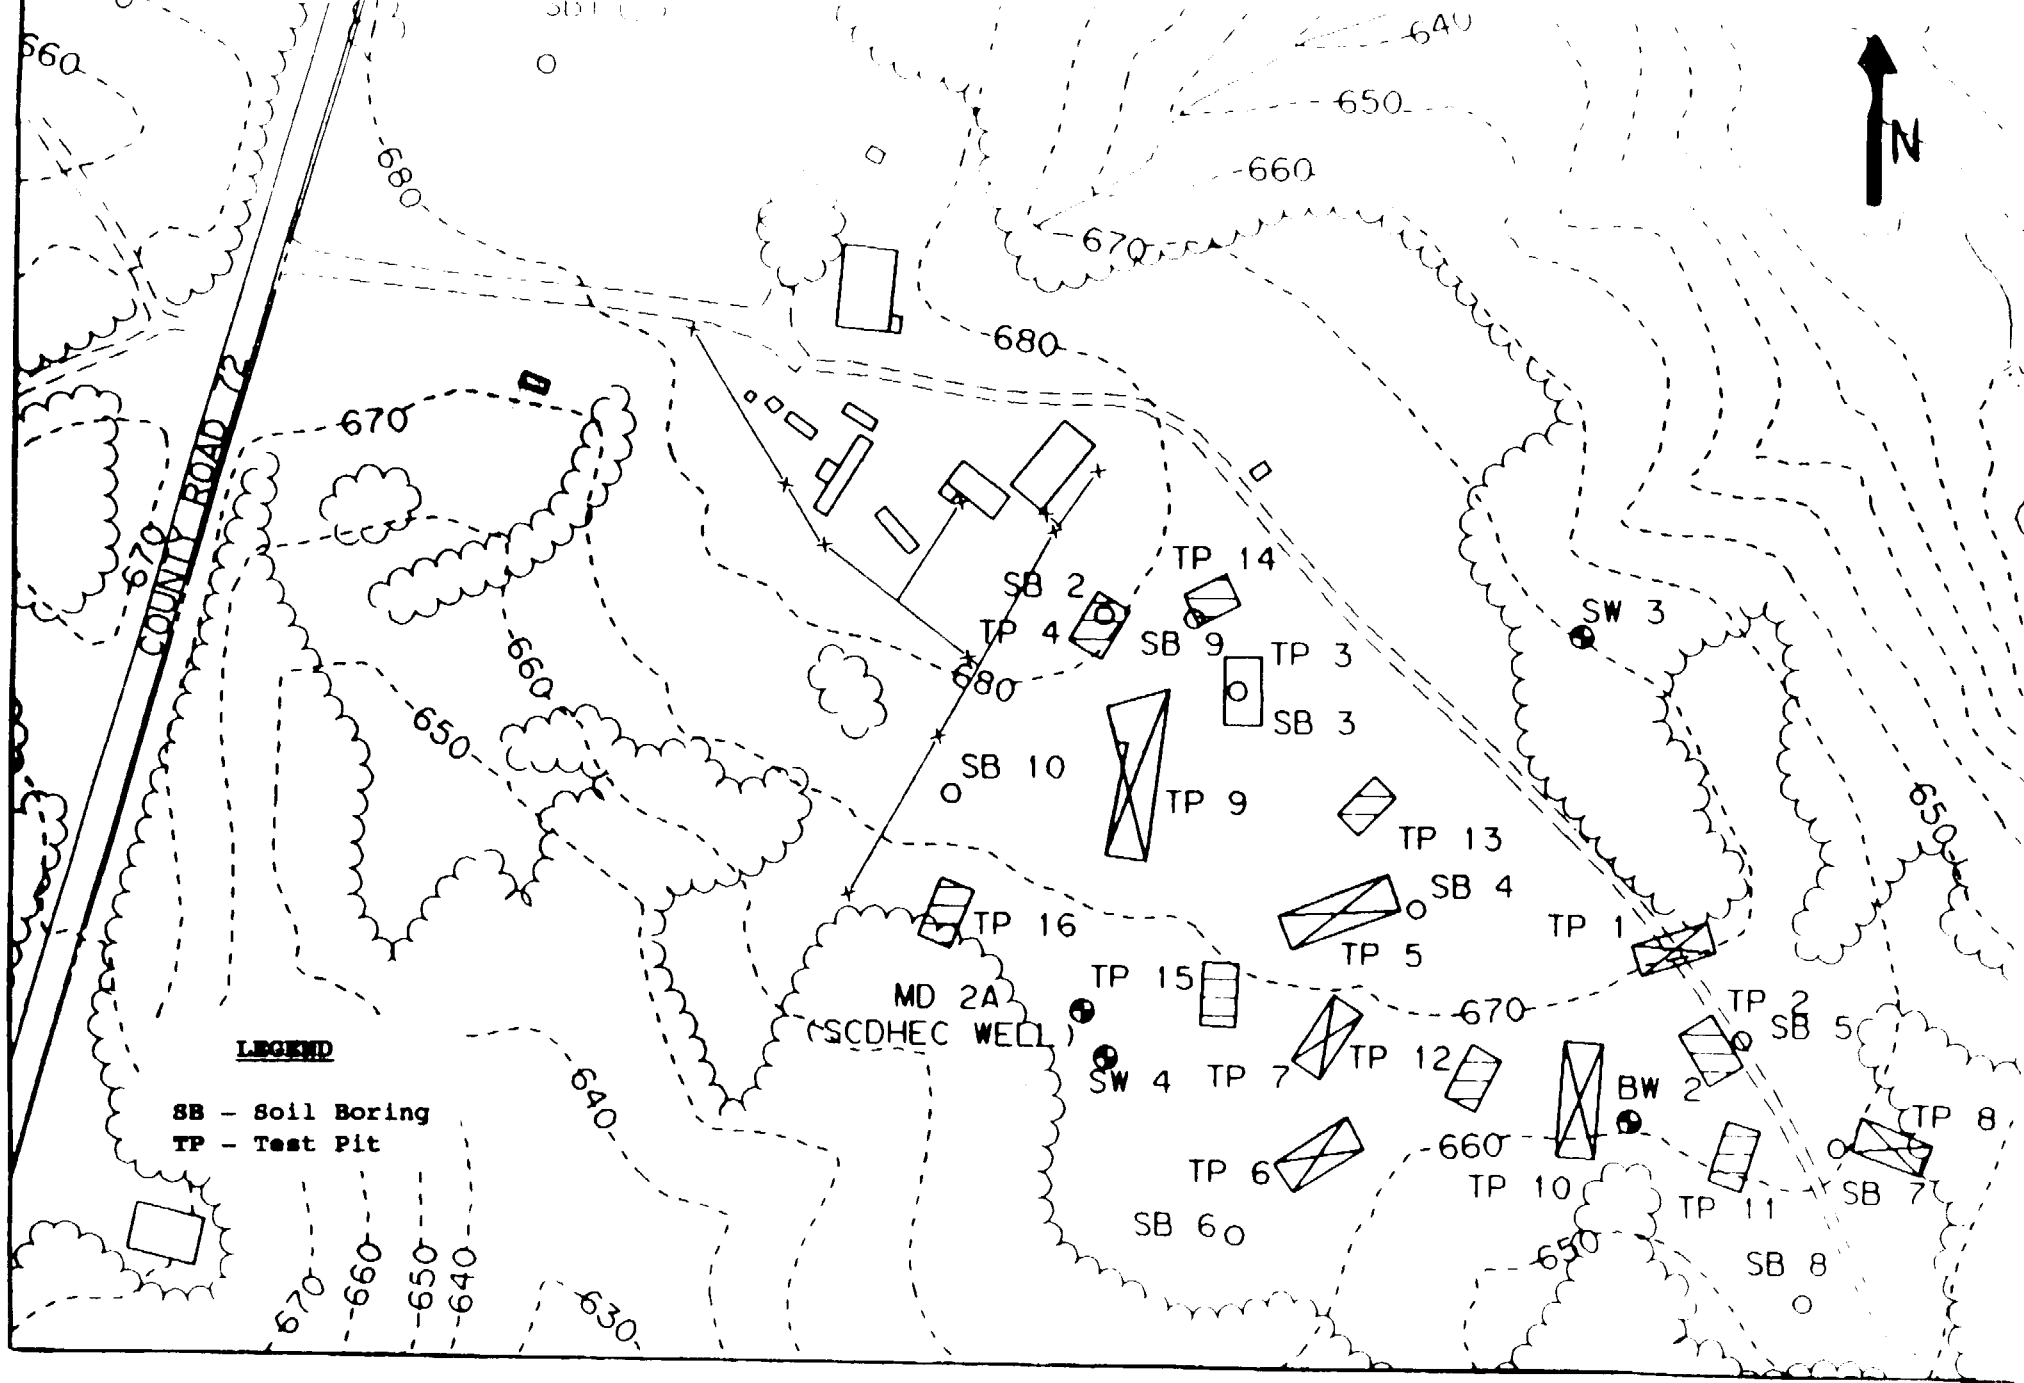 640
660
650
N
660
680
670
680
COUNTY ROAD 72
670
670
TP 14
SB 2
SW 3
TP 4
SB 9
TP 3
660
680
SB 3
650
SB 10
TP 9
650
TP 13
SB 4
TP 16
TP 1
TP 5
TP 15
MD 2A
(SCDHEC WELL)
670
TP 2
SB 5
LEGEND
SW 4
TP 7
TP 12
BW 2
640
SB - Soil Boring
TP - Test Pit
TP 8
660
TP 6
TP 10
TP 11
SB 7
SB 6
650
SB 8
670
660
650
640
630